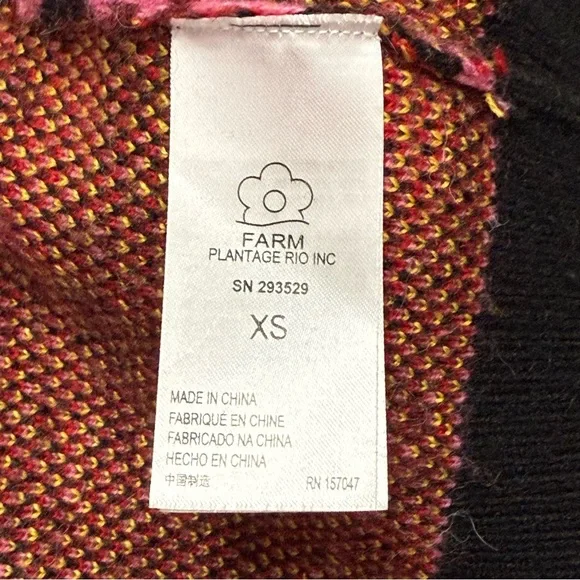 FARM
PLANTAGE RIO INC
SN 293529
XS
MADE IN CHINA
FABRIQUÉ EN CHINE
FABRICADO NA CHINA
HECHO EN CHINA
中国制造 RN 157047